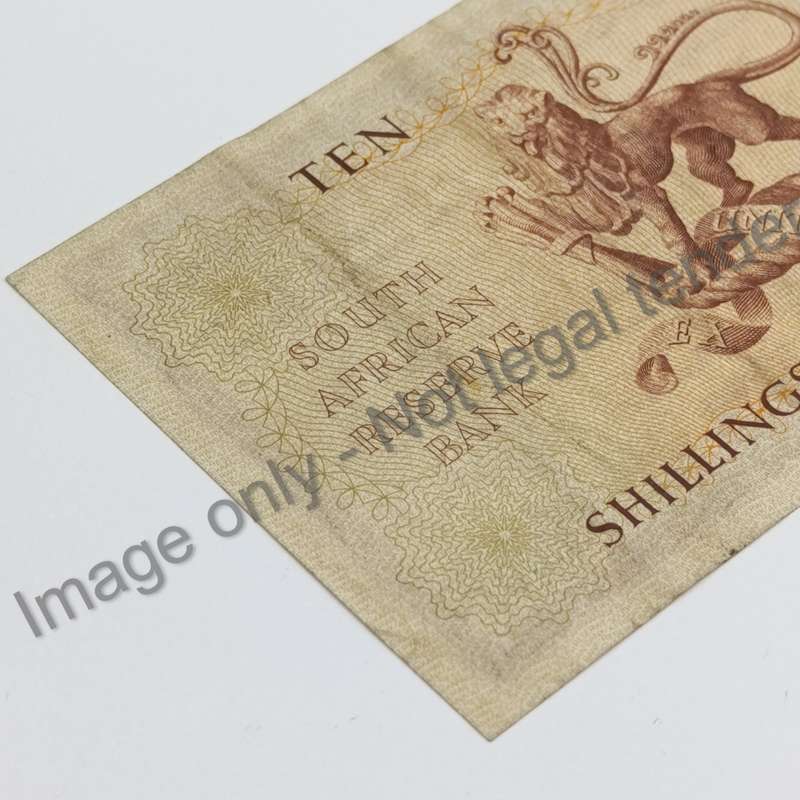 TEN
SOUTH
AFRICAN
RESERVE
BANK
SHILLINGS
Image only - Not legal tender